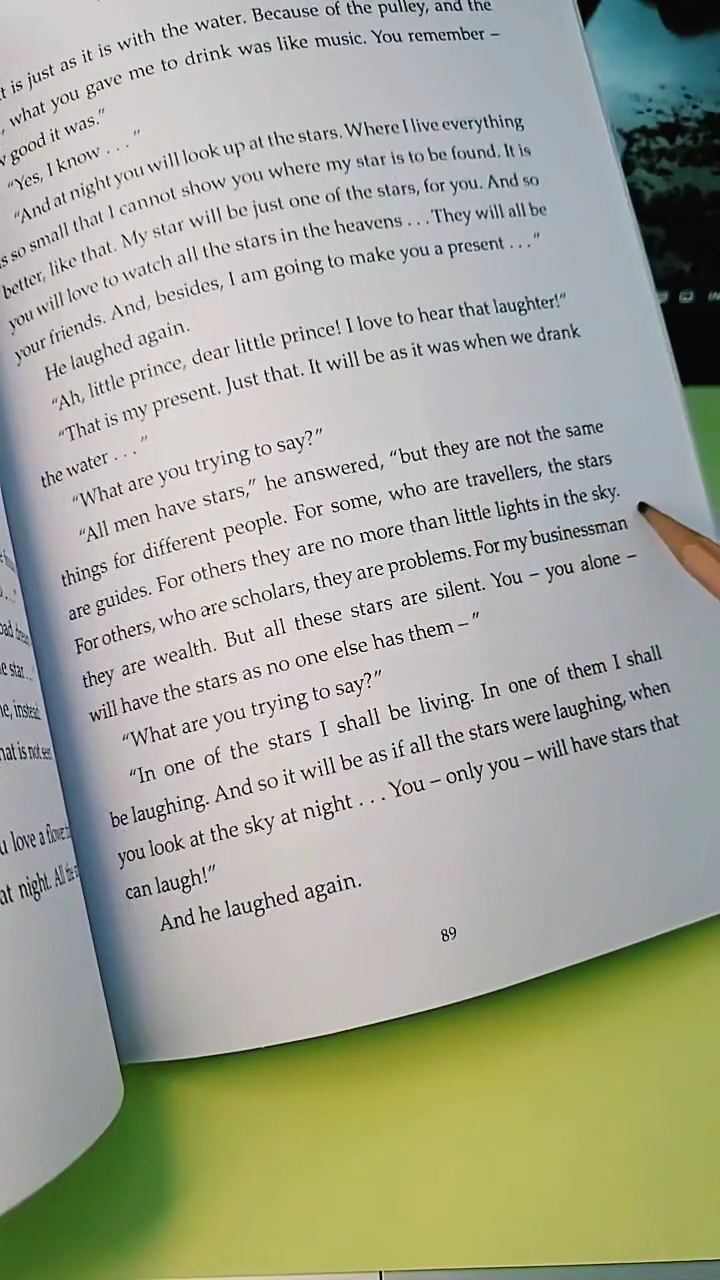 t is just as it is with the water. Because of the pulley, and the
, what you gave me to drink was like music. You remember –
good it was.”
“Yes, I know . . . ”
“And at night you will look up at the stars. Where I live everything
s so small that I cannot show you where my star is to be found. It is
better, like that. My star will be just one of the stars, for you. And so
you will love to watch all the stars in the heavens . . . They will all be
your friends. And, besides, I am going to make you a present . . .”
He laughed again.
“Ah, little prince, dear little prince! I love to hear that laughter!”
“That is my present. Just that. It will be as it was when we drank
the water . . . ”
“What are you trying to say?”
“All men have stars,” he answered, “but they are not the same
things for different people. For some, who are travellers, the stars
are guides. For others they are no more than little lights in the sky.
For others, who are scholars, they are problems. For my businessman
they are wealth. But all these stars are silent. You – you alone –
will have the stars as no one else has them – ”
“What are you trying to say?”
“In one of the stars I shall be living. In one of them I shall
be laughing. And so it will be as if all the stars were laughing, when
you look at the sky at night . . . You – only you – will have stars that
can laugh!”
And he laughed again.
89
e star
e, instead
hat is not
u love a flower
at night. All the